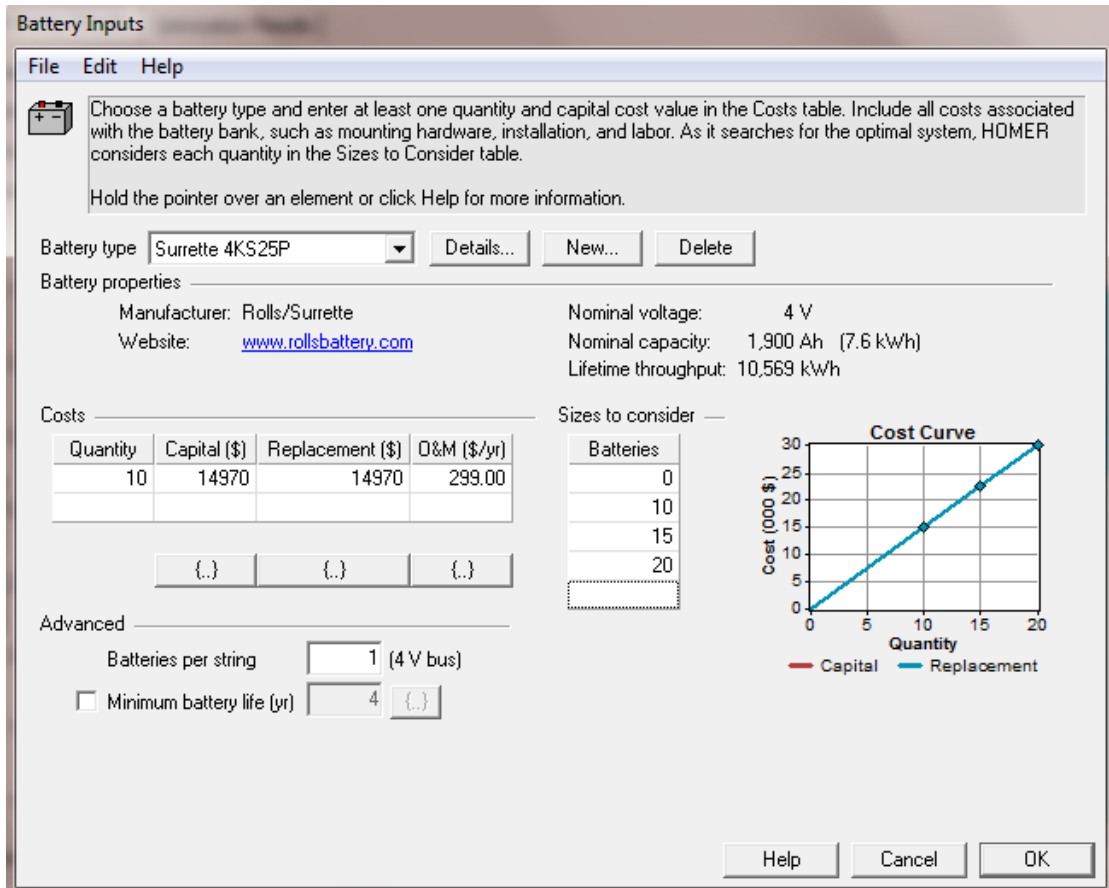 Battery Inputs
File Edit Help
Choose a battery type and enter at least one quantity and capital cost value in the Costs table. Include all costs associated
with the battery bank, such as mounting hardware, installation, and labor. As it searches for the optimal system, HOMER
considers each quantity in the Sizes to Consider table.
Hold the pointer over an element or click Help for more information.
Battery type Surrette 4KS25P Details... New... Delete
Battery properties
Manufacturer: Rolls/Surrette
Website: www.rollsbattery.com
Nominal voltage: 4 V
Nominal capacity: 1,900 Ah (7.6 kWh)
Lifetime throughput: 10,569 kWh
Costs
Quantity Capital ($) Replacement ($) O&M ($/yr)
10 14970 14970 299.00
{..} {..} {..}
Sizes to consider
Batteries
0
10
15
20
Cost Curve
Cost (000 $)
30
25
20
15
10
5
0
0 5 10 15 20
Quantity
Capital Replacement
Advanced
Batteries per string 1 (4 V bus)
Minimum battery life (yr) 4 {..}
Help Cancel OK